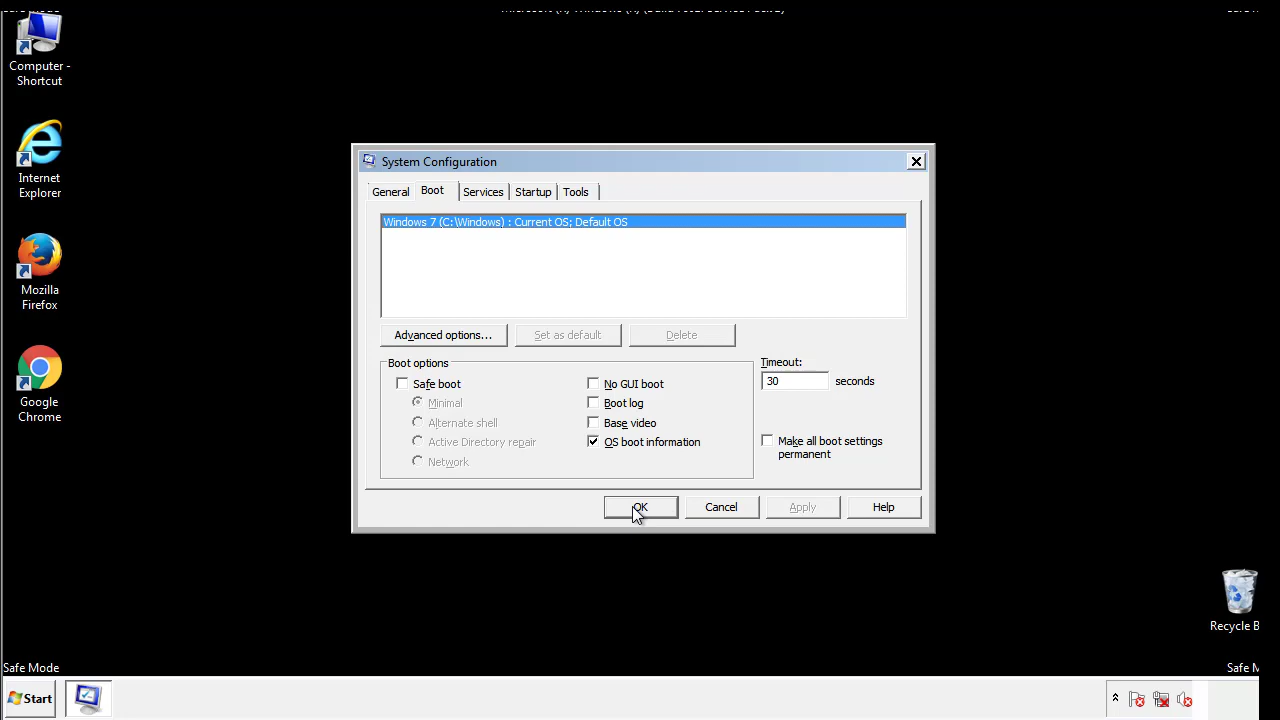 Computer -
Shortcut
Internet
Explorer
Mozilla
Firefox
Google
Chrome
System Configuration
General Boot Services Startup Tools
Windows 7 (C:\Windows) : Current OS; Default OS
Advanced options... Set as default Delete
Boot options
Safe boot
Minimal
Alternate shell
Active Directory repair
Network
No GUI boot
Boot log
Base video
OS boot information
Timeout:
30 seconds
Make all boot settings
permanent
OK Cancel Apply Help
Recycle B
Safe Mode
Safe M
Start